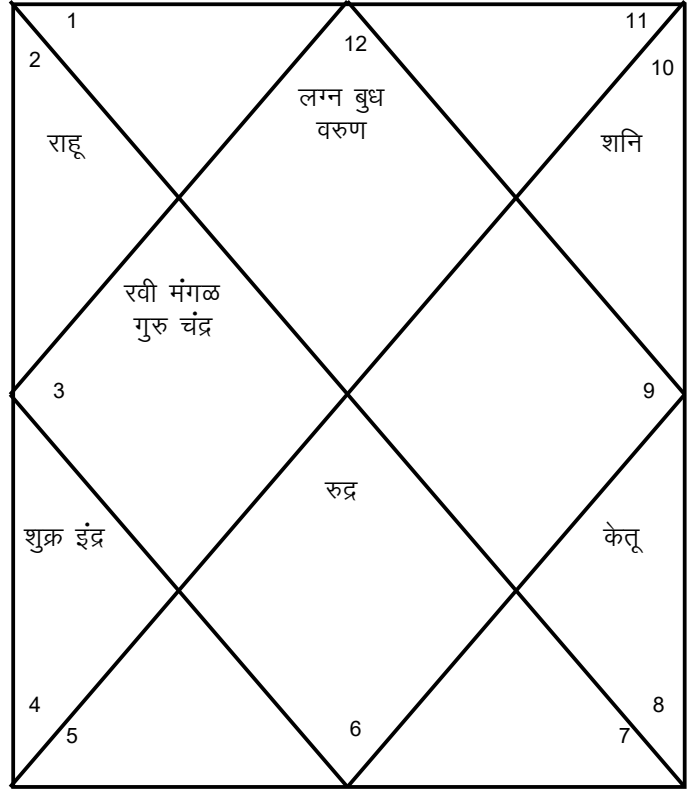 1
12
11
2
10
लग्न बुध
वरुण
राहू
शनि
रवी मंगळ
गुरु चंद्र
3
9
रुद्र
शुक्र इंद्र
केतू
4
8
5
6
7